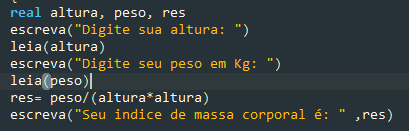 real altura, peso, res
escreva("Digite sua altura: ")
leia(altura)
escreva("Digite seu peso em Kg: ")
leia(peso)
res= peso/(altura*altura)
escreva("Seu indice de massa corporal é: " ,res)